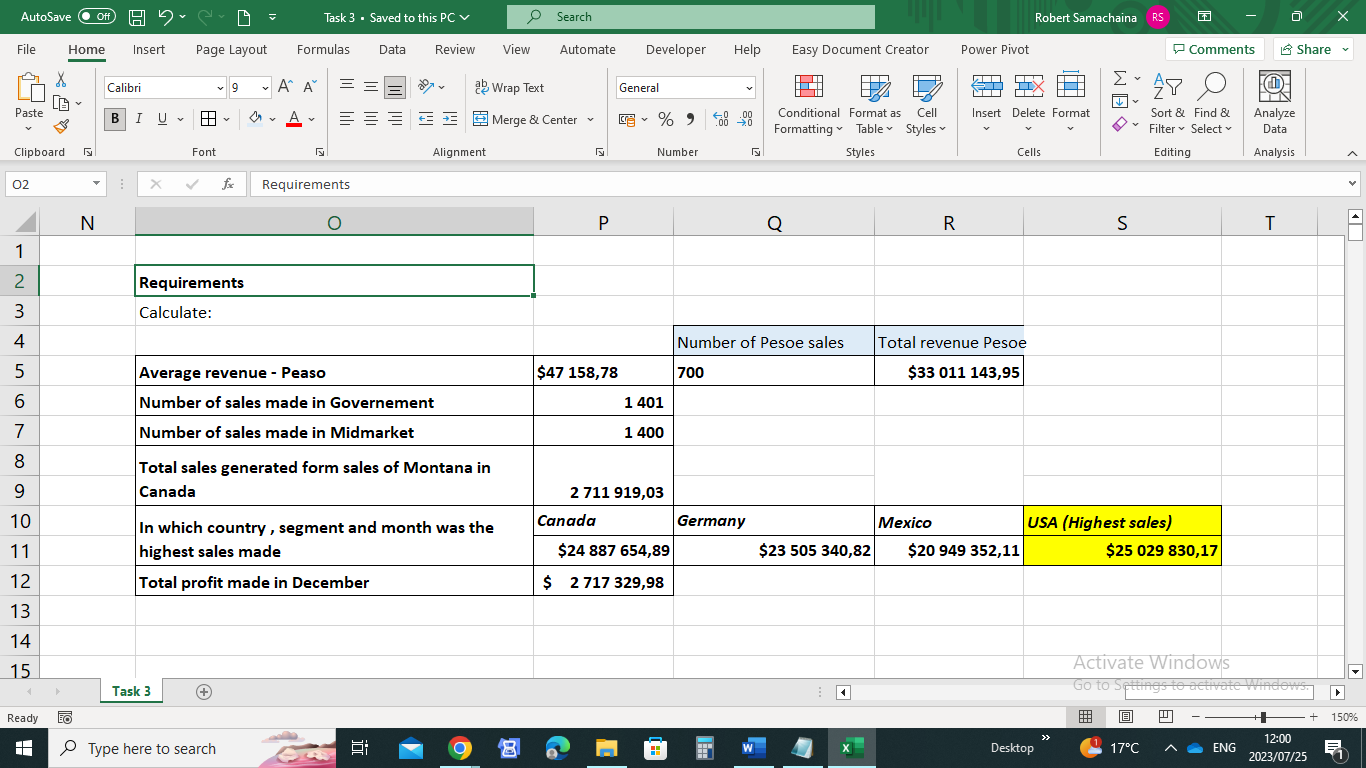 AutoSave Off Task 3 • Saved to this PC Search Robert Samachaina RS
File Home Insert Page Layout Formulas Data Review View Automate Developer Help Easy Document Creator Power Pivot Comments Share
Paste Calibri 9 A A Wrap Text General Conditional Formatting Format as Table Cell Styles Insert Delete Format Sort & Filter Find & Select Analyze Data
B I U A Merge & Center % 9
Clipboard Font Alignment Number Styles Cells Editing Analysis
O2 fx Requirements
N O P Q R S T
1
2 Requirements
3 Calculate:
4 Number of Pesoe sales Total revenue Pesoe
5 Average revenue - Peaso $47 158,78 700 $33 011 143,95
6 Number of sales made in Governement 1 401
7 Number of sales made in Midmarket 1 400
8 Total sales generated form sales of Montana in
9 Canada 2 711 919,03
10 In which country , segment and month was the Canada Germany Mexico USA (Highest sales)
11 highest sales made $24 887 654,89 $23 505 340,82 $20 949 352,11 $25 029 830,17
12 Total profit made in December $ 2 717 329,98
13
14
15
Activate Windows
Go to Settings to activate Windows.
Task 3
Ready 150%
Type here to search Desktop 17°C ENG 12:00
2023/07/25 1